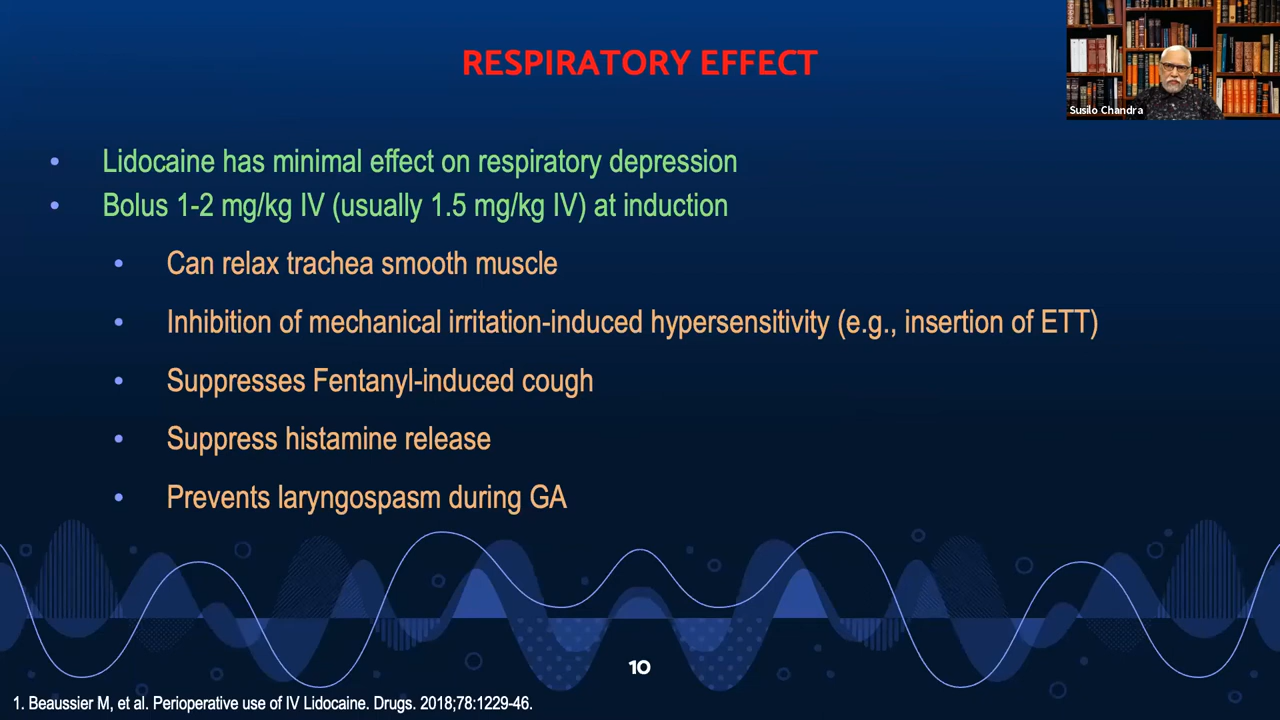 RESPIRATORY EFFECT
Susilo Chandra
• Lidocaine has minimal effect on respiratory depression
• Bolus 1-2 mg/kg IV (usually 1.5 mg/kg IV) at induction
• Can relax trachea smooth muscle
• Inhibition of mechanical irritation-induced hypersensitivity (e.g., insertion of ETT)
• Suppresses Fentanyl-induced cough
• Suppress histamine release
• Prevents laryngospasm during GA
10
1. Beaussier M, et al. Perioperative use of IV Lidocaine. Drugs. 2018;78:1229-46.